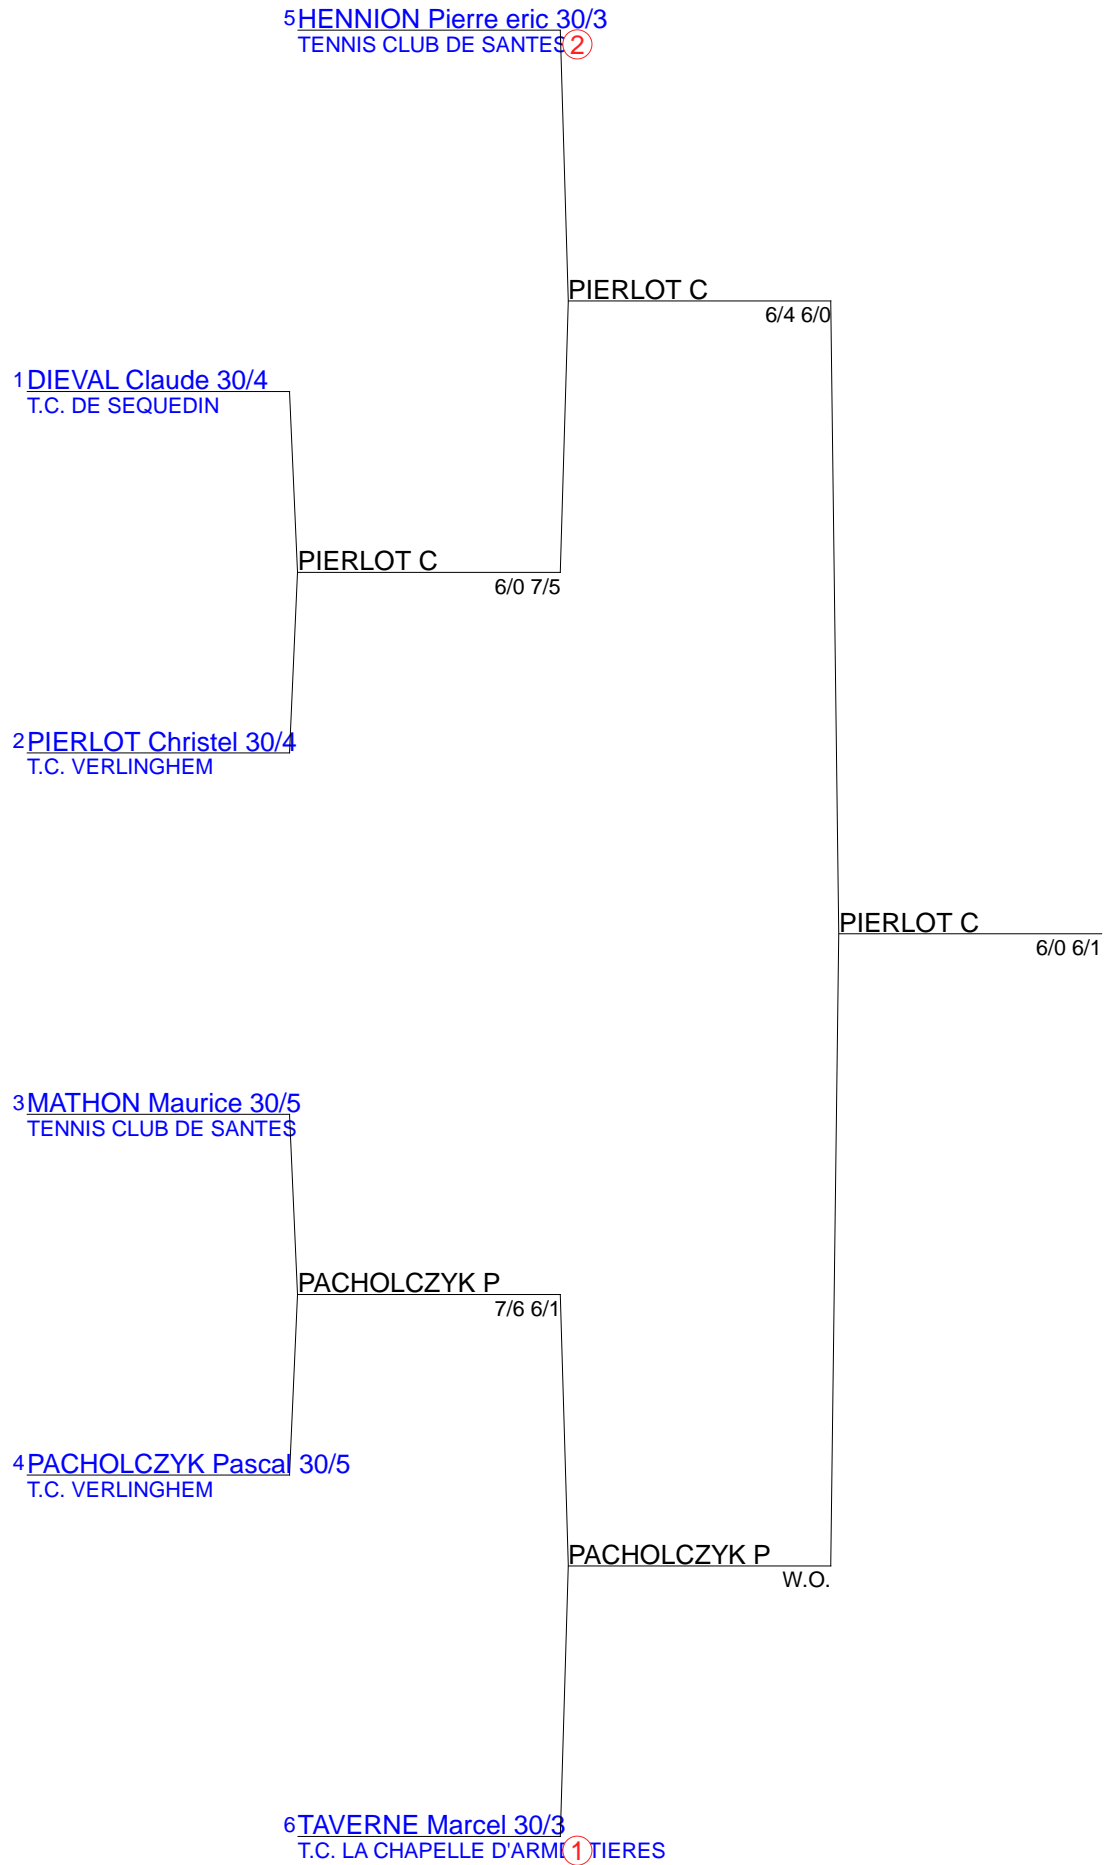 5 HENNION Pierre eric 30/3
TENNIS CLUB DE SANTES 2
PIERLOT C
6/4 6/0
1 DIEVAL Claude 30/4
T.C. DE SEQUEDIN
PIERLOT C
6/0 7/5
2 PIERLOT Christel 30/4
T.C. VERLINGHEM
PIERLOT C
6/0 6/1
3 MATHON Maurice 30/5
TENNIS CLUB DE SANTES
PACHOLCZYK P
7/6 6/1
4 PACHOLCZYK Pascal 30/5
T.C. VERLINGHEM
PACHOLCZYK P
W.O.
6 TAVERNE Marcel 30/3
T.C. LA CHAPELLE D'ARMENTIERES 1